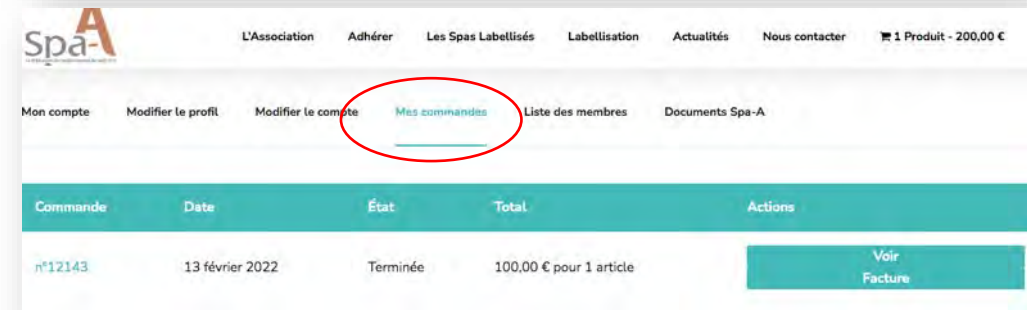 Spa-A
L'Association Adhérer Les Spas Labellisés Labellisation Actualités Nous contacter 1 Produit - 200,00 €
Mon compte Modifier le profil Modifier le compte Mes commandes Liste des membres Documents Spa-A
Commande Date État Total Actions
n°12143 13 février 2022 Terminée 100,00 € pour 1 article Voir
Facture